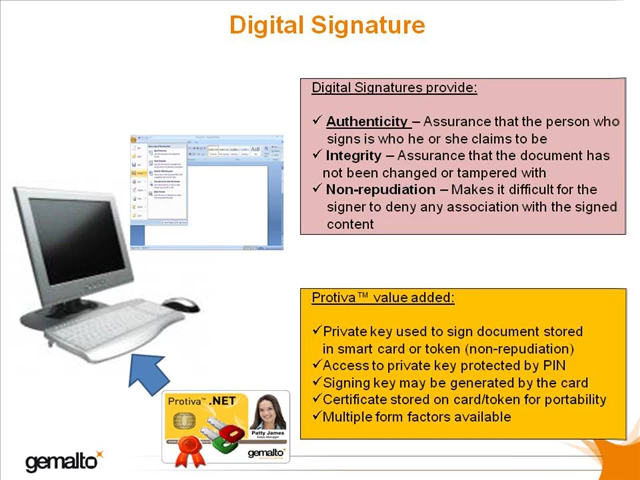 Digital Signature
Digital Signatures provide:
✓ Authenticity – Assurance that the person who
signs is who he or she claims to be
✓ Integrity – Assurance that the document has
not been changed or tampered with
✓ Non-repudiation – Makes it difficult for the
signer to deny any association with the signed
content
Protiva™ value added:
✓Private key used to sign document stored
in smart card or token (non-repudiation)
✓Access to private key protected by PIN
✓Signing key may be generated by the card
✓Certificate stored on card/token for portability
✓Multiple form factors available
Protiva™ .NET
Patty James
Sales Manager
gemalto
gemalto